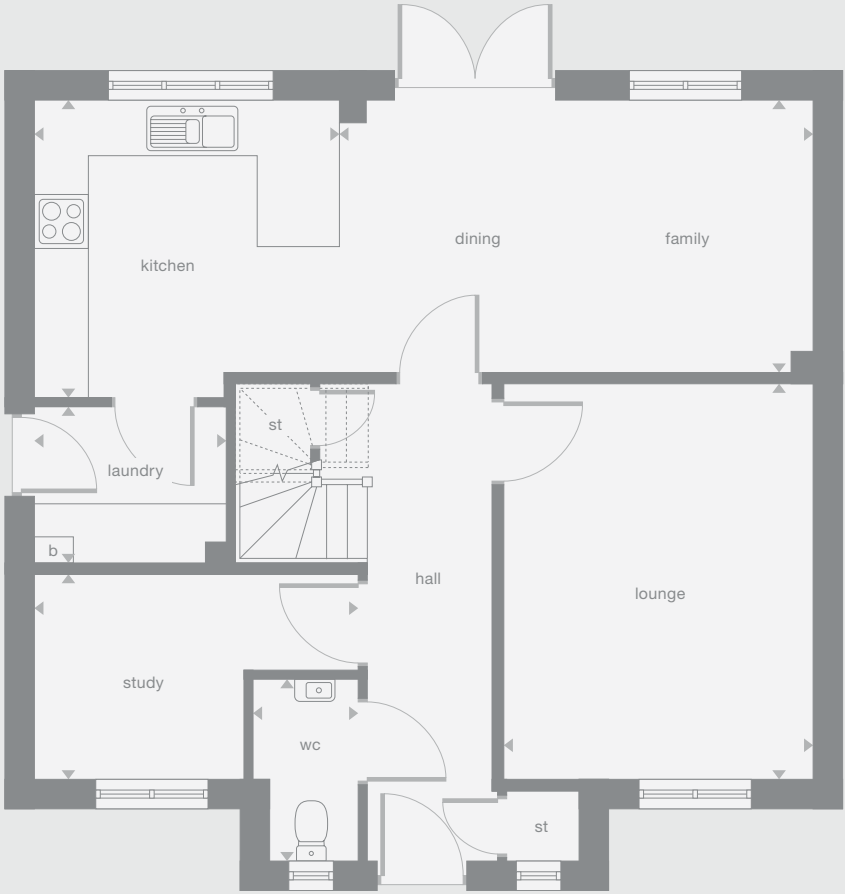 dining
family
kitchen
st
laundry
b
hall
lounge
study
wc
st